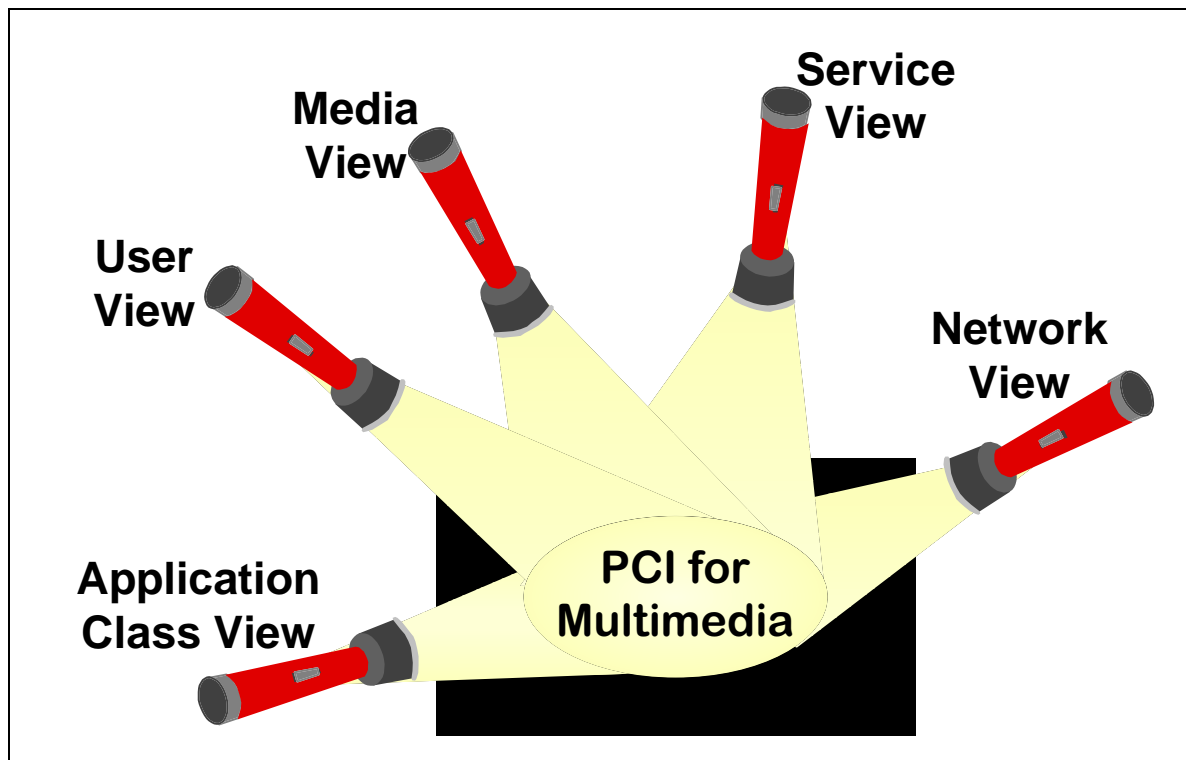 Service
View
Media
View
User
View
Network
View
Application
Class View
PCI for
Multimedia